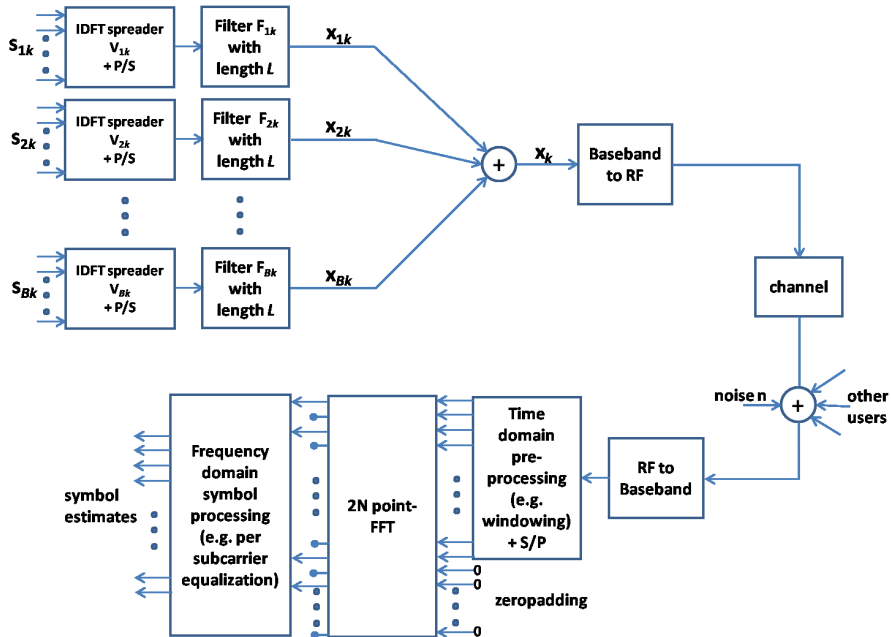 S1k
IDFT spreader
V1k
+ P/S
Filter F1k
with
length L
x1k
S2k
IDFT spreader
V2k
+ P/S
Filter F2k
with
length L
x2k
+
xk
Baseband
to RF
SBk
IDFT spreader
VBk
+ P/S
Filter FBk
with
length L
xBk
channel
noise n
+
other
users
RF to
Baseband
Time
domain
pre-
processing
(e.g.
windowing)
+ S/P
0
0
0
zeropadding
2N point-
FFT
Frequency
domain
symbol
processing
(e.g. per
subcarrier
equalization)
symbol
estimates